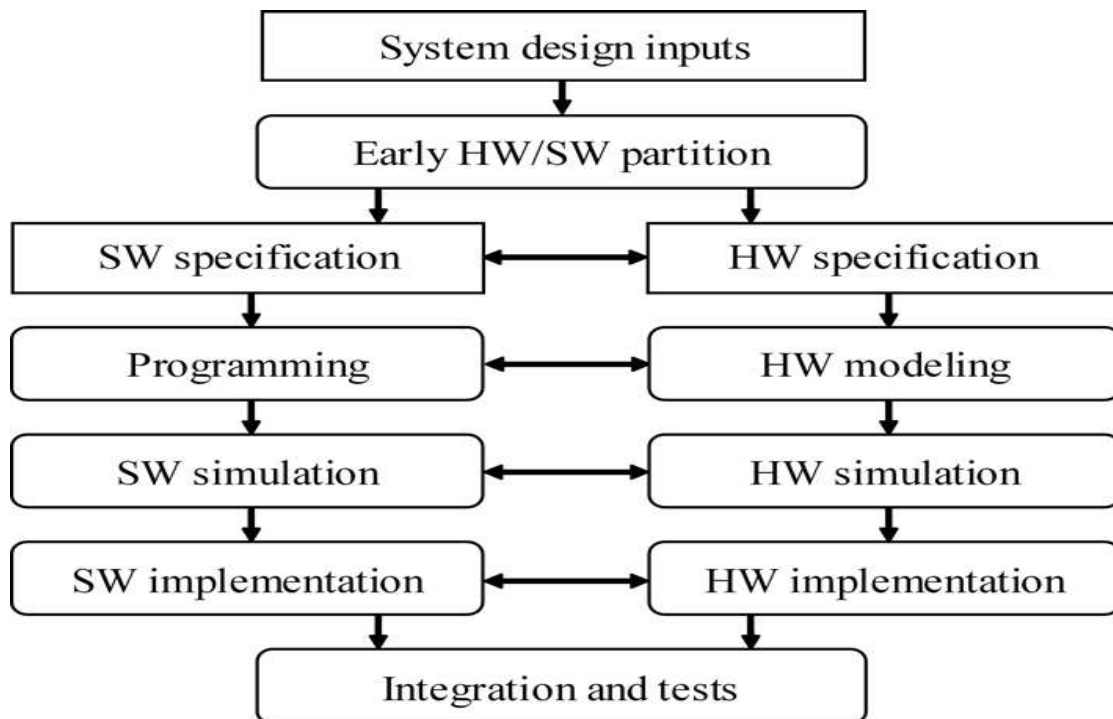 System design inputs
Early HW/SW partition
SW specification
HW specification
Programming
HW modeling
SW simulation
HW simulation
SW implementation
HW implementation
Integration and tests